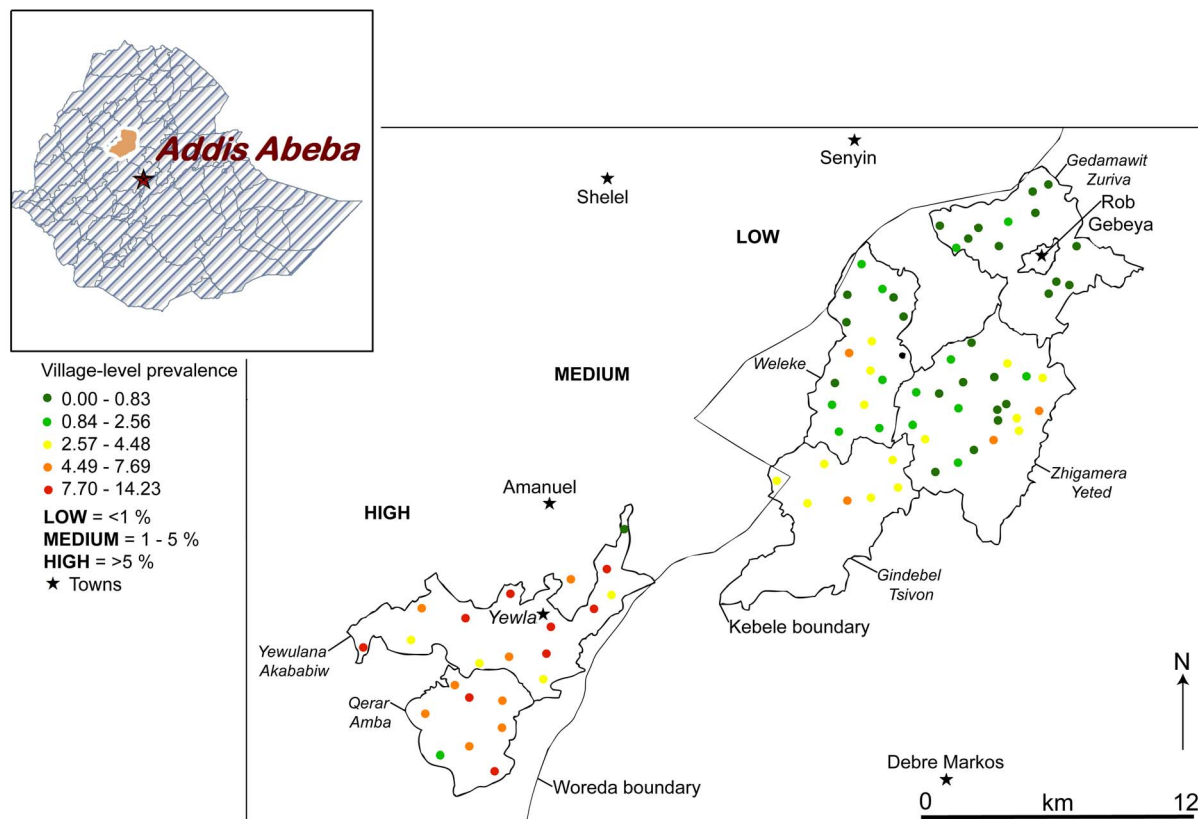 Addis Abeba
Village-level prevalence
0.00 - 0.83
0.84 - 2.56
2.57 - 4.48
4.49 - 7.69
7.70 - 14.23
LOW = <1 %
MEDIUM = 1 - 5 %
HIGH = >5 %
Towns
Senyin
Shelel
Gedamawit
Zuriva
Rob
Gebeya
LOW
Weleke
MEDIUM
Zhigamera
Yeted
Amanuel
HIGH
Gindebel
Tsivon
Kebele boundary
Yewla
Yewulana
Akababiw
Qerar
Amba
Woreda boundary
N
Debre Markos
0 km 12